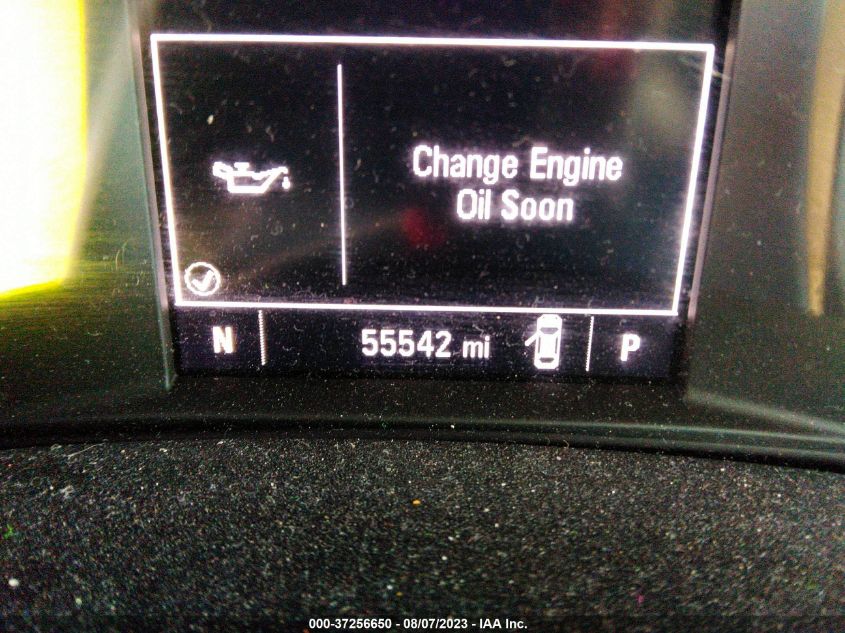 Change Engine
Oil Soon
N 55542 mi P
000-37256650 - 08/07/2023 - IAA Inc.